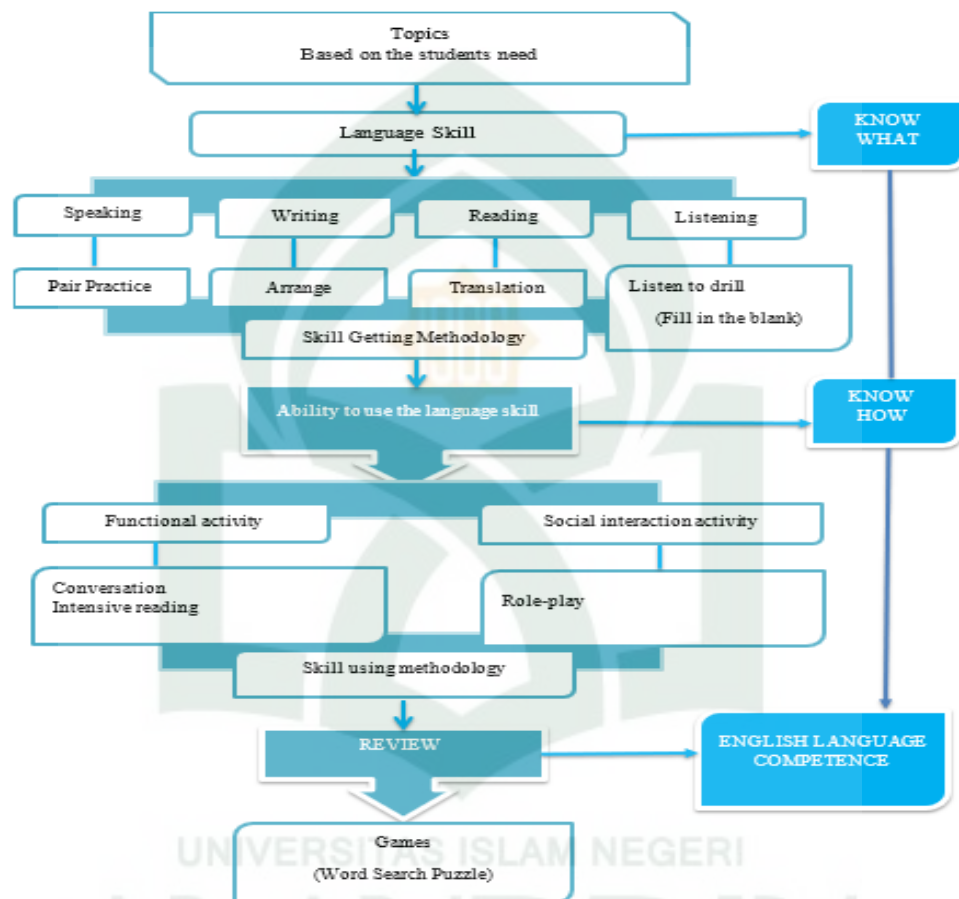 Topics
Based on the students need
Language Skill
KNOW
WHAT
Speaking
Writing
Reading
Listening
Pair Practice
Arrange
Translation
Listen to drill
(Fill in the blank)
Skill Getting Methodology
Ability to use the language skill
KNOW
HOW
Functional activity
Social interaction activity
Conversation
Intensive reading
Role-play
Skill using methodology
REVIEW
ENGLISH LANGUAGE
COMPETENCE
Games
(Word Search Puzzle)
UNIVERSITAS ISLAM NEGERI